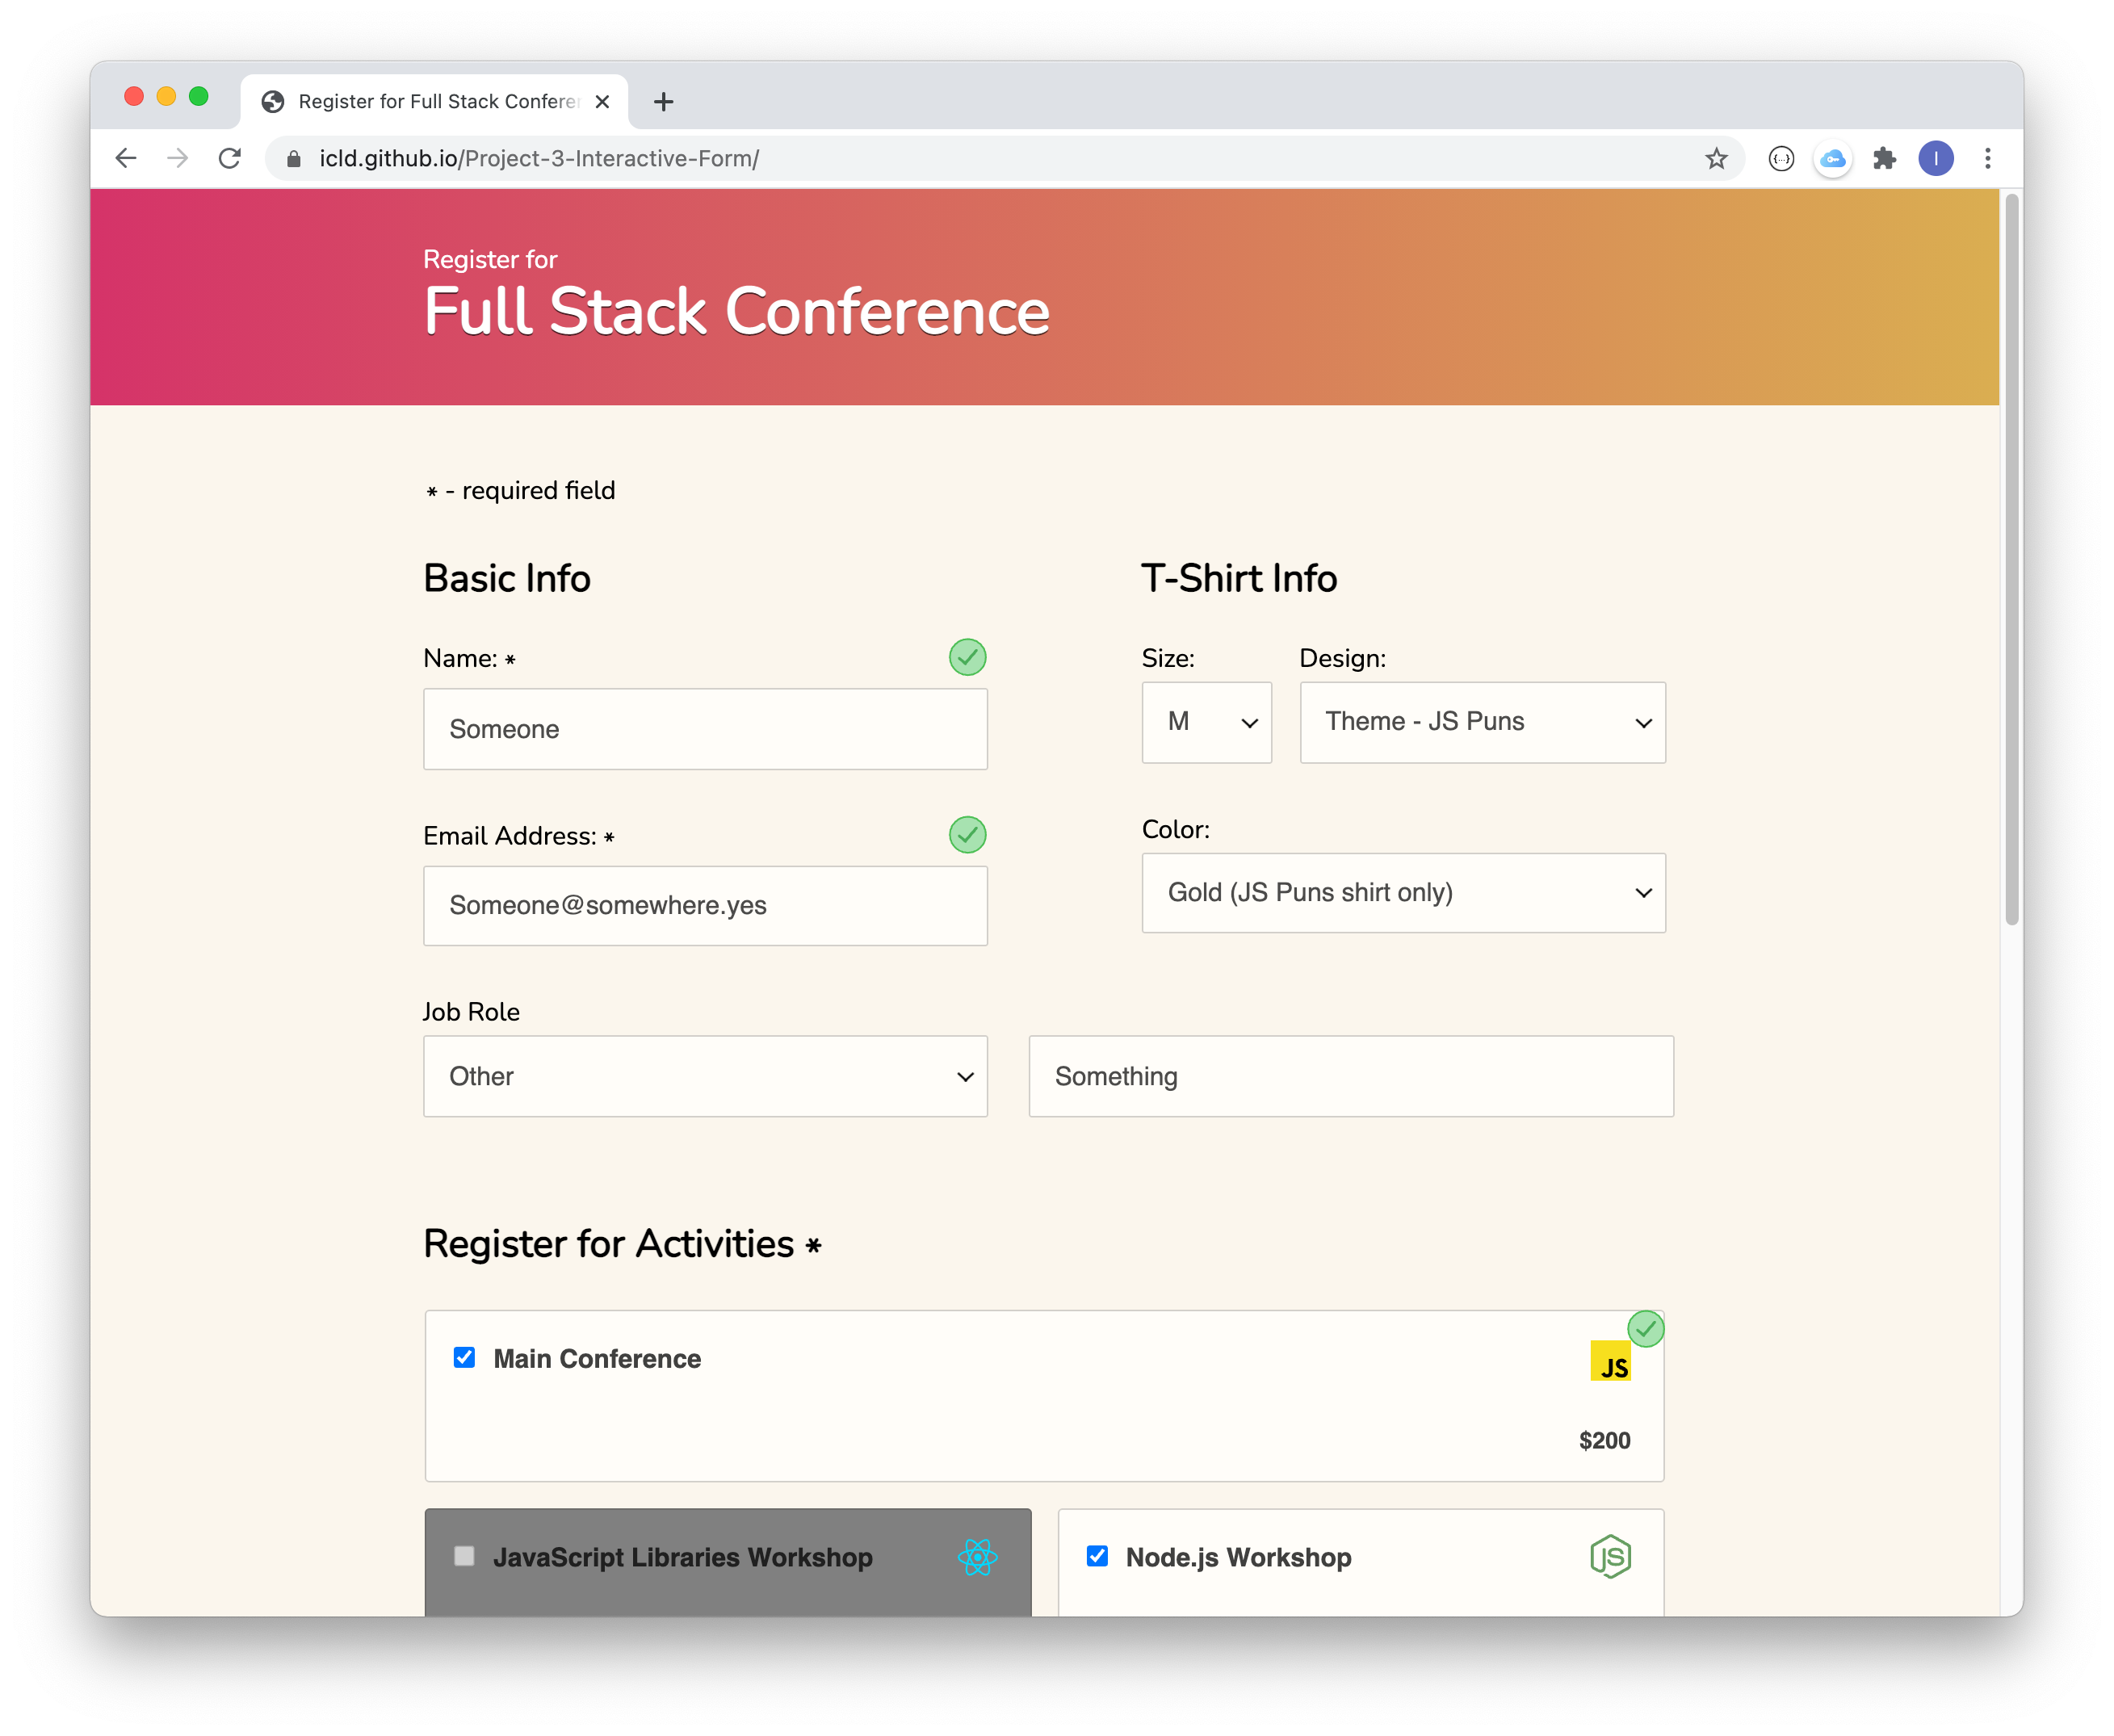 Register for Full Stack Confere
icld.github.io/Project-3-Interactive-Form/
{...}
I
Register for
Full Stack Conference
* - required field
Basic Info
T-Shirt Info
Name: *
Size:
Design:
Someone
M
Theme - JS Puns
Email Address: *
Color:
Someone@somewhere.yes
Gold (JS Puns shirt only)
Job Role
Other
Something
Register for Activities *
Main Conference
JS
$200
JavaScript Libraries Workshop
Node.js Workshop
JS